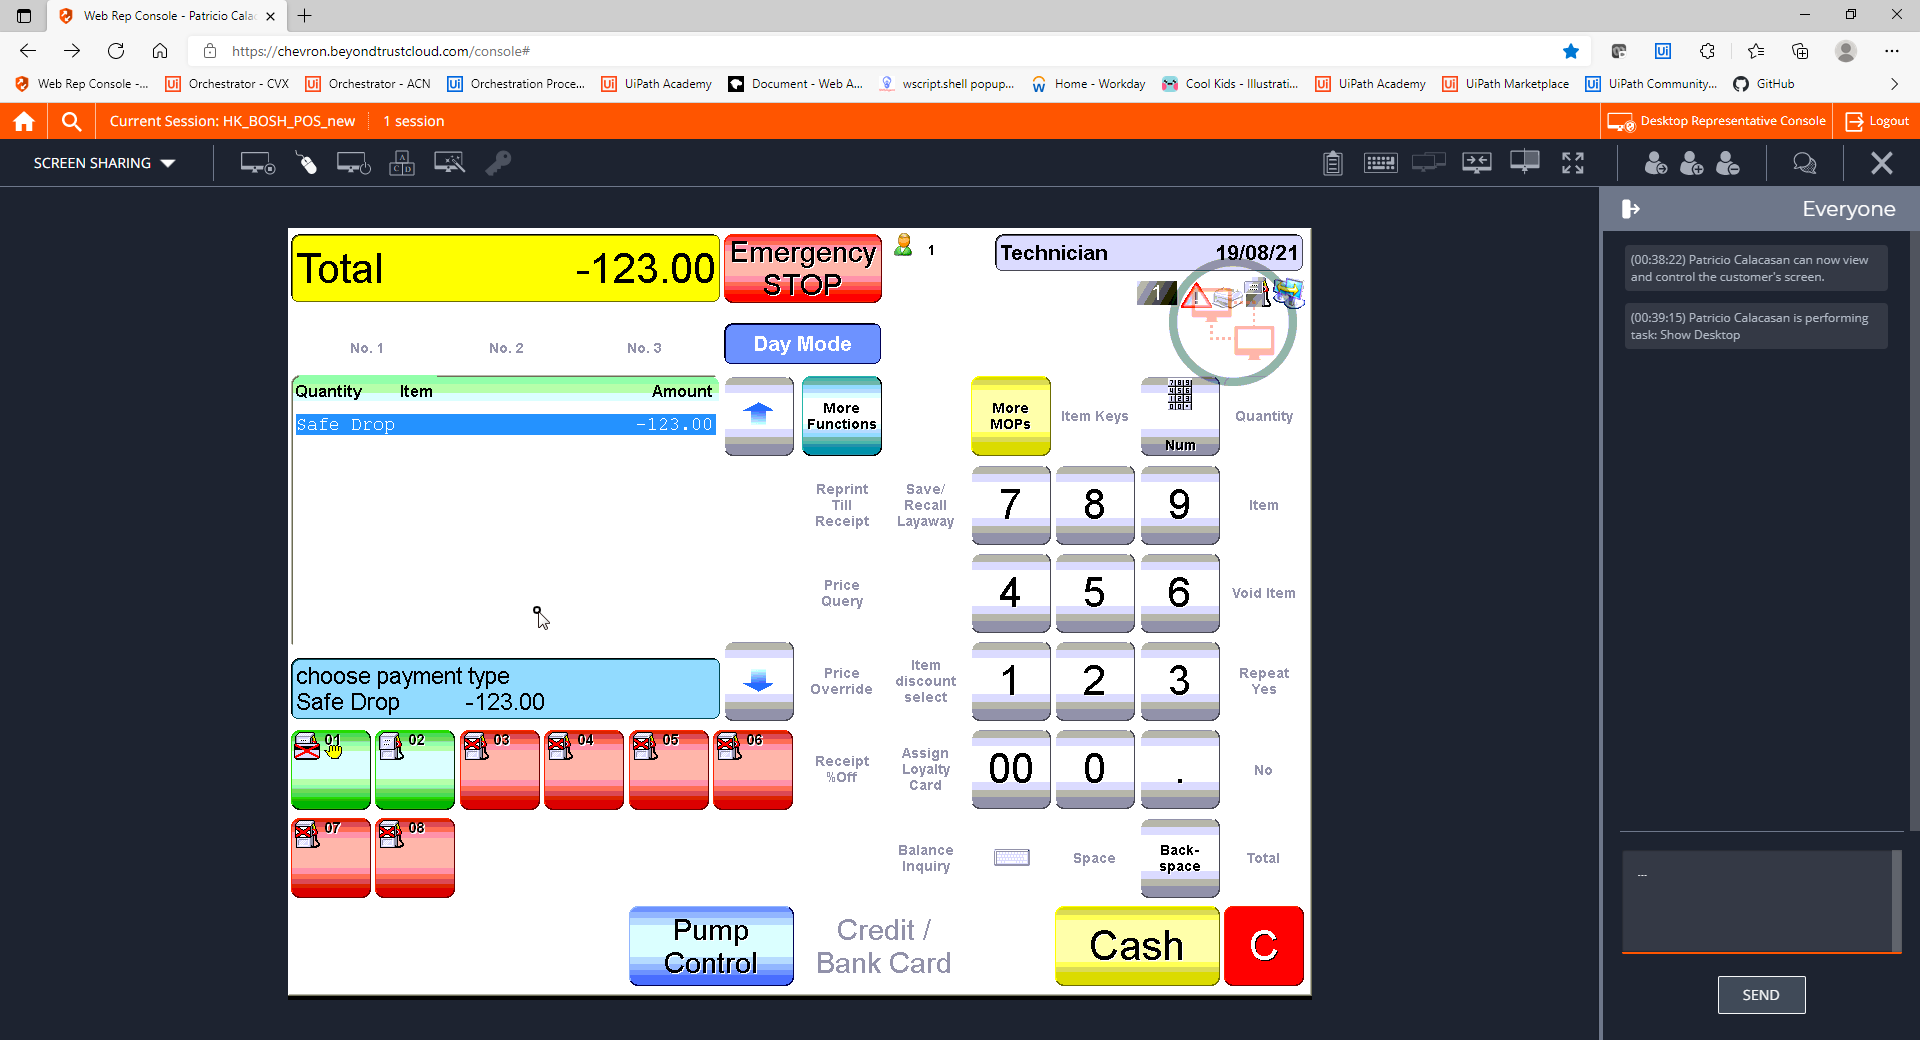 Web Rep Console - Patricio Cala
https://chevron.beyondtrustcloud.com/console#
Web Rep Console -...
Orchestrator - CVX
Orchestrator - ACN
Orchestration Proce...
UiPath Academy
Document - Web A...
wscript.shell popup...
Home - Workday
Cool Kids - Illustrati...
UiPath Academy
UiPath Marketplace
UiPath Community...
GitHub
Current Session: HK_BOSH_POS_new
1 session
Desktop Representative Console
Logout
SCREEN SHARING
Everyone
(00:38:22) Patricio Calacasan can now view
and control the customer's screen.
(00:39:15) Patricio Calacasan is performing
task: Show Desktop
Total -123.00
Emergency
STOP
1
Technician 19/08/21
1
No. 1
No. 2
No. 3
Day Mode
Quantity Item Amount
Safe Drop -123.00
More
Functions
More
MOPs
Item Keys
Num
Quantity
Reprint
Till
Receipt
Save/
Recall
Layaway
7
8
9
Item
Price
Query
4
5
6
Void Item
choose payment type
Safe Drop -123.00
Price
Override
Item
discount
select
1
2
3
Repeat
Yes
01
02
03
04
05
06
Receipt
%Off
Assign
Loyalty
Card
00
0
.
No
07
08
Balance
Inquiry
Space
Back-
space
Total
Pump
Control
Credit /
Bank Card
Cash
C
SEND